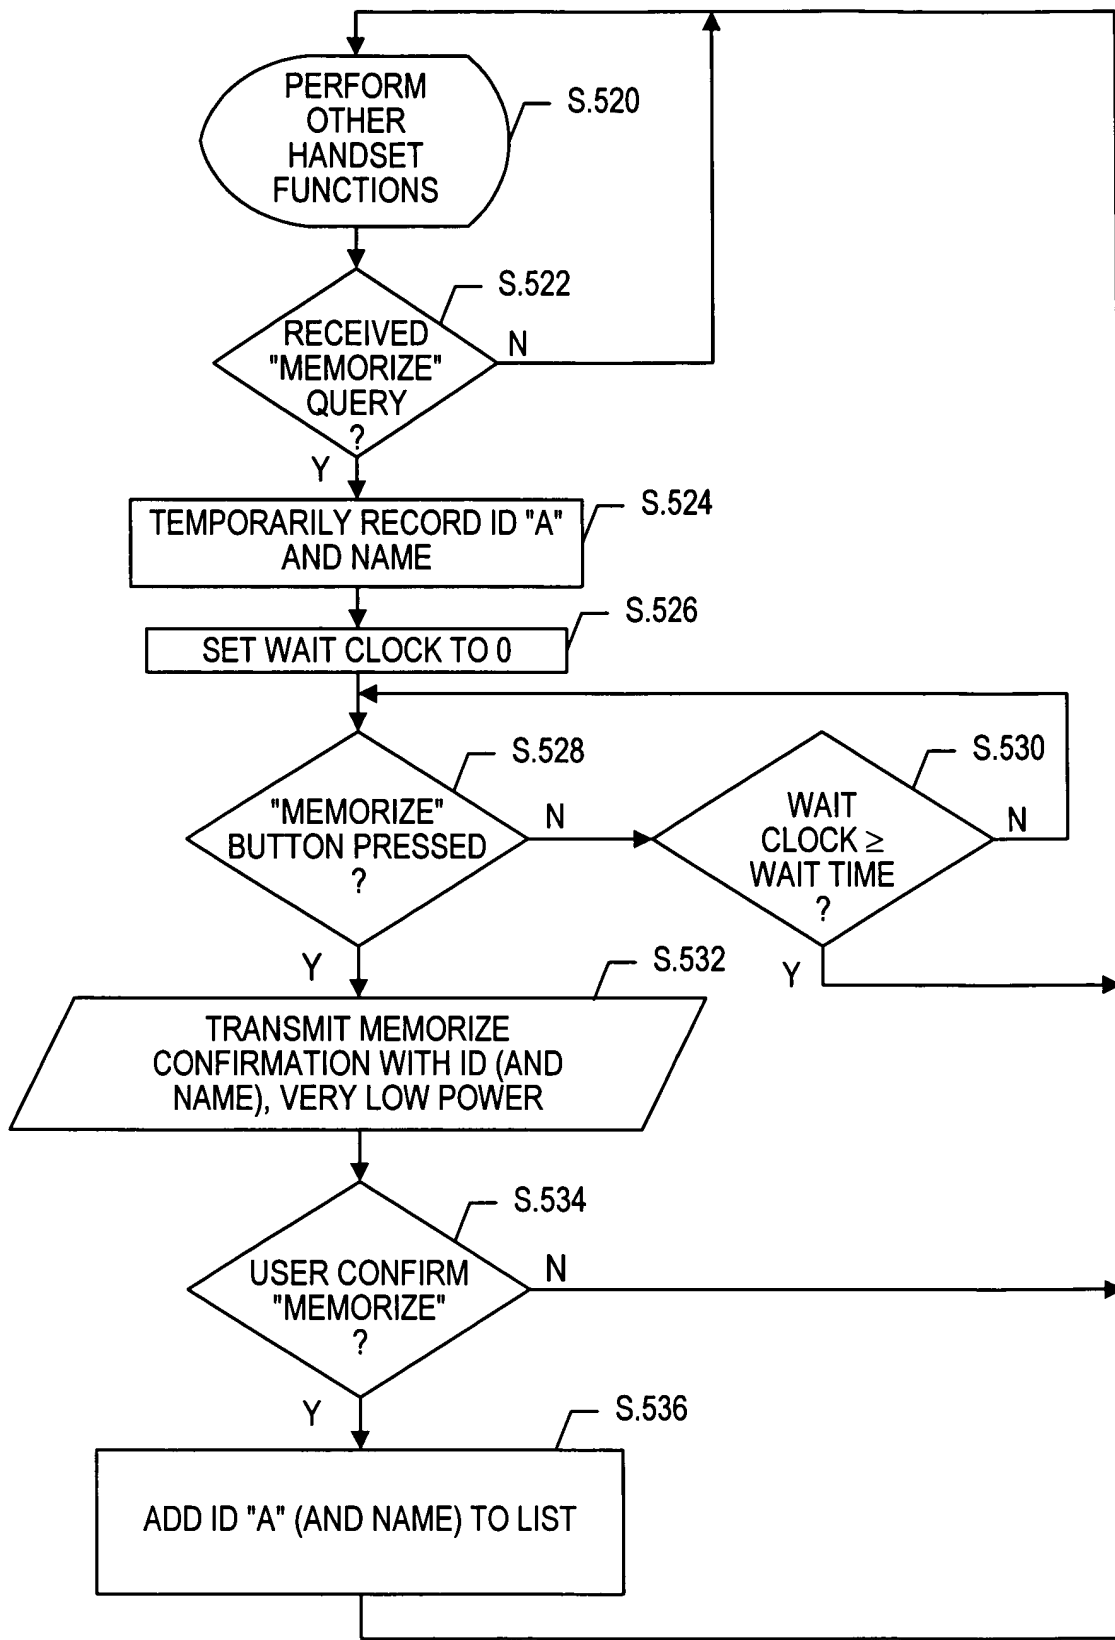 PERFORM
OTHER
HANDSET
FUNCTIONS
S.520
S.522
RECEIVED
"MEMORIZE"
QUERY
?
N
Y
S.524
TEMPORARILY RECORD ID "A"
AND NAME
S.526
SET WAIT CLOCK TO 0
S.528
"MEMORIZE"
BUTTON PRESSED
?
N
S.530
WAIT
CLOCK ≥
WAIT TIME
?
N
Y
Y
S.532
TRANSMIT MEMORIZE
CONFIRMATION WITH ID (AND
NAME), VERY LOW POWER
S.534
USER CONFIRM
"MEMORIZE"
?
N
Y
S.536
ADD ID "A" (AND NAME) TO LIST